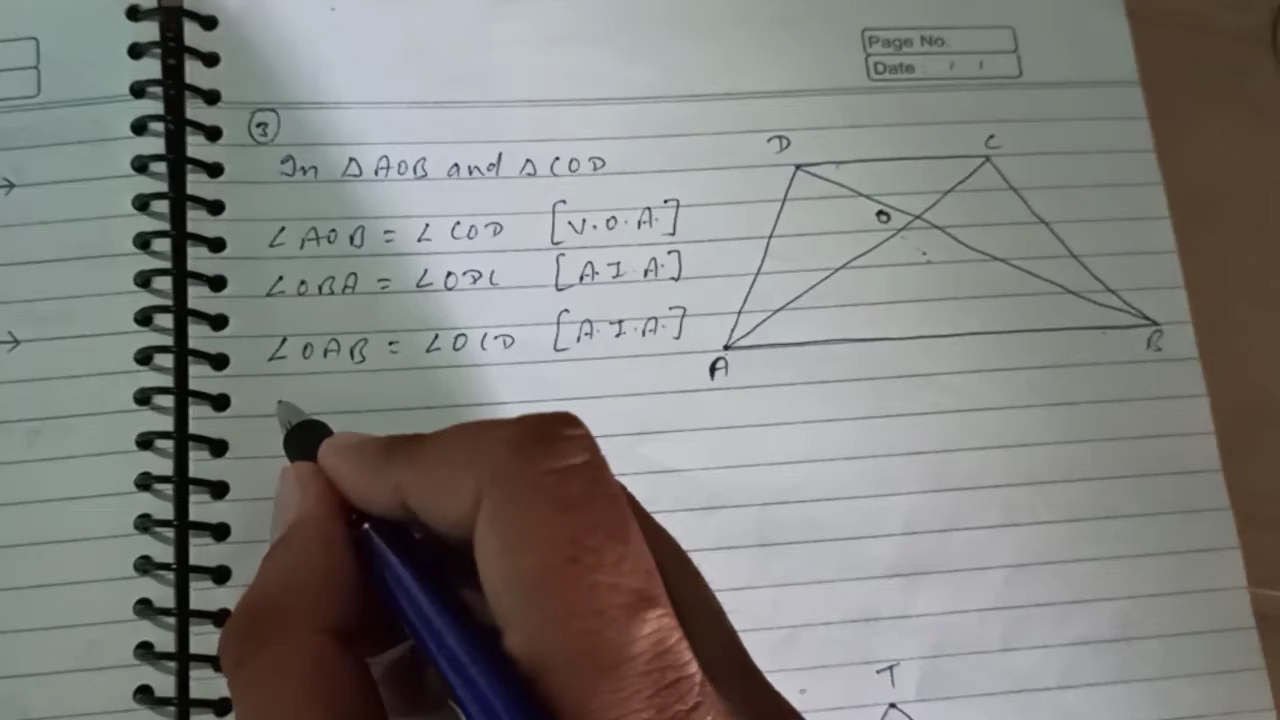 Page No.
Date : / /
3
In △AOB and △COD
∠AOB = ∠COD [V.O.A.]
∠OBA = ∠ODC [A.I.A.]
∠OAB = ∠OCD [A.I.A.]
D C
O
A B
T